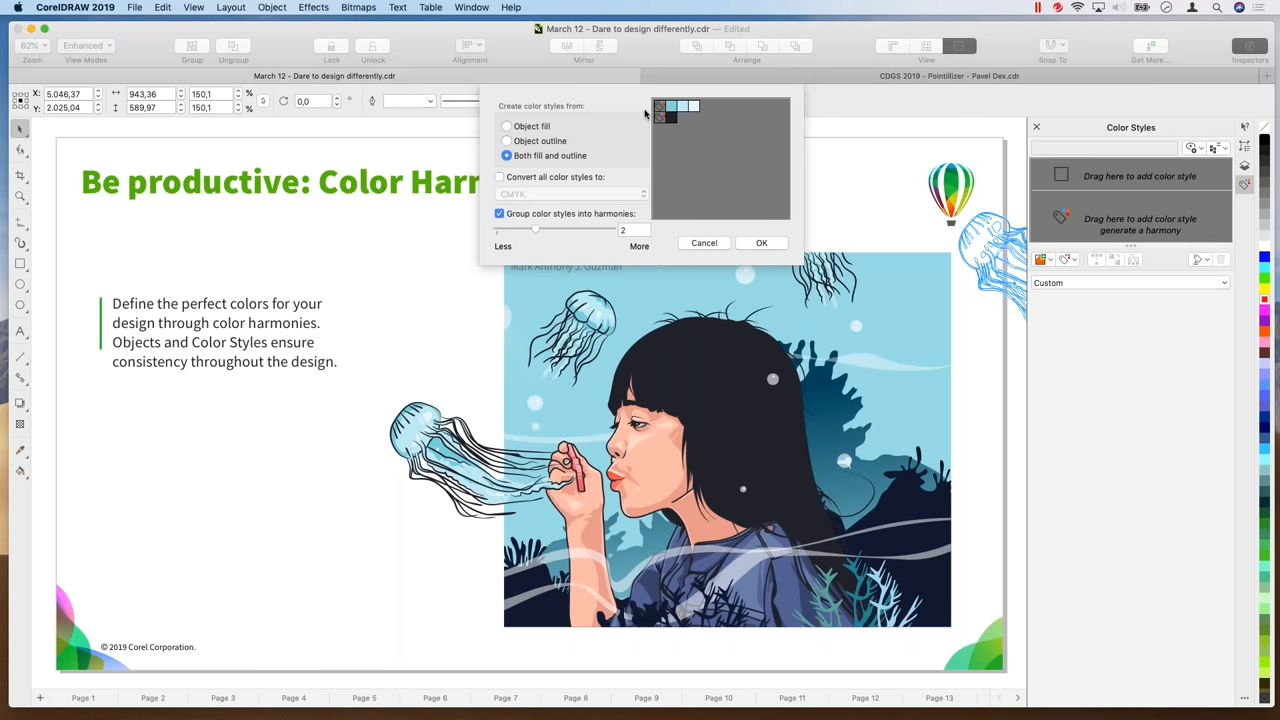 CorelDRAW 2019 File Edit View Layout Object Effects Bitmaps Text Table Window Help
March 12 - Dare to design differently.cdr — Edited
62% Enhanced
Zoom View Modes Group Ungroup Lock Unlock Alignment Mirror Arrange View Snap To Get More... Inspectors
March 12 - Dare to design differently.cdr CDGS 2019 - Pointillizer - Pavel Dex.cdr
X: 5.046,37 943,36 150,1 %
Y: 2.025,04 589,97 150,1 %
0,0 °
Create color styles from:
Object fill
Object outline
Both fill and outline
Convert all color styles to:
CMYK
Group color styles into harmonies:
2
Less More
Cancel OK
Color Styles
Drag here to add color style
Drag here to add color style
generate a harmony
Custom
Be productive: Color Harr
Mark Anthony J. Guzman
Define the perfect colors for your
design through color harmonies.
Objects and Color Styles ensure
consistency throughout the design.
© 2019 Corel Corporation.
Page 1 Page 2 Page 3 Page 4 Page 5 Page 6 Page 7 Page 8 Page 9 Page 10 Page 11 Page 12 Page 13